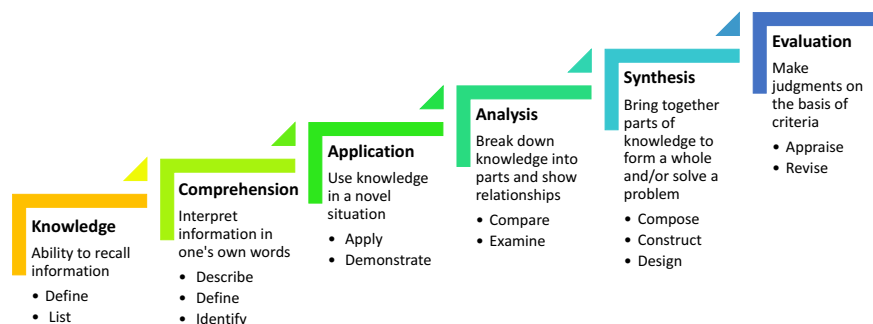 Knowledge
Ability to recall
information
• Define
• List
Comprehension
Interpret
information in
one's own words
• Describe
• Define
• Identify
Application
Use knowledge
in a novel
situation
• Apply
• Demonstrate
Analysis
Break down
knowledge into
parts and show
relationships
• Compare
• Examine
Synthesis
Bring together
parts of
knowledge to
form a whole
and/or solve a
problem
• Compose
• Construct
• Design
Evaluation
Make
judgments on
the basis of
criteria
• Appraise
• Revise